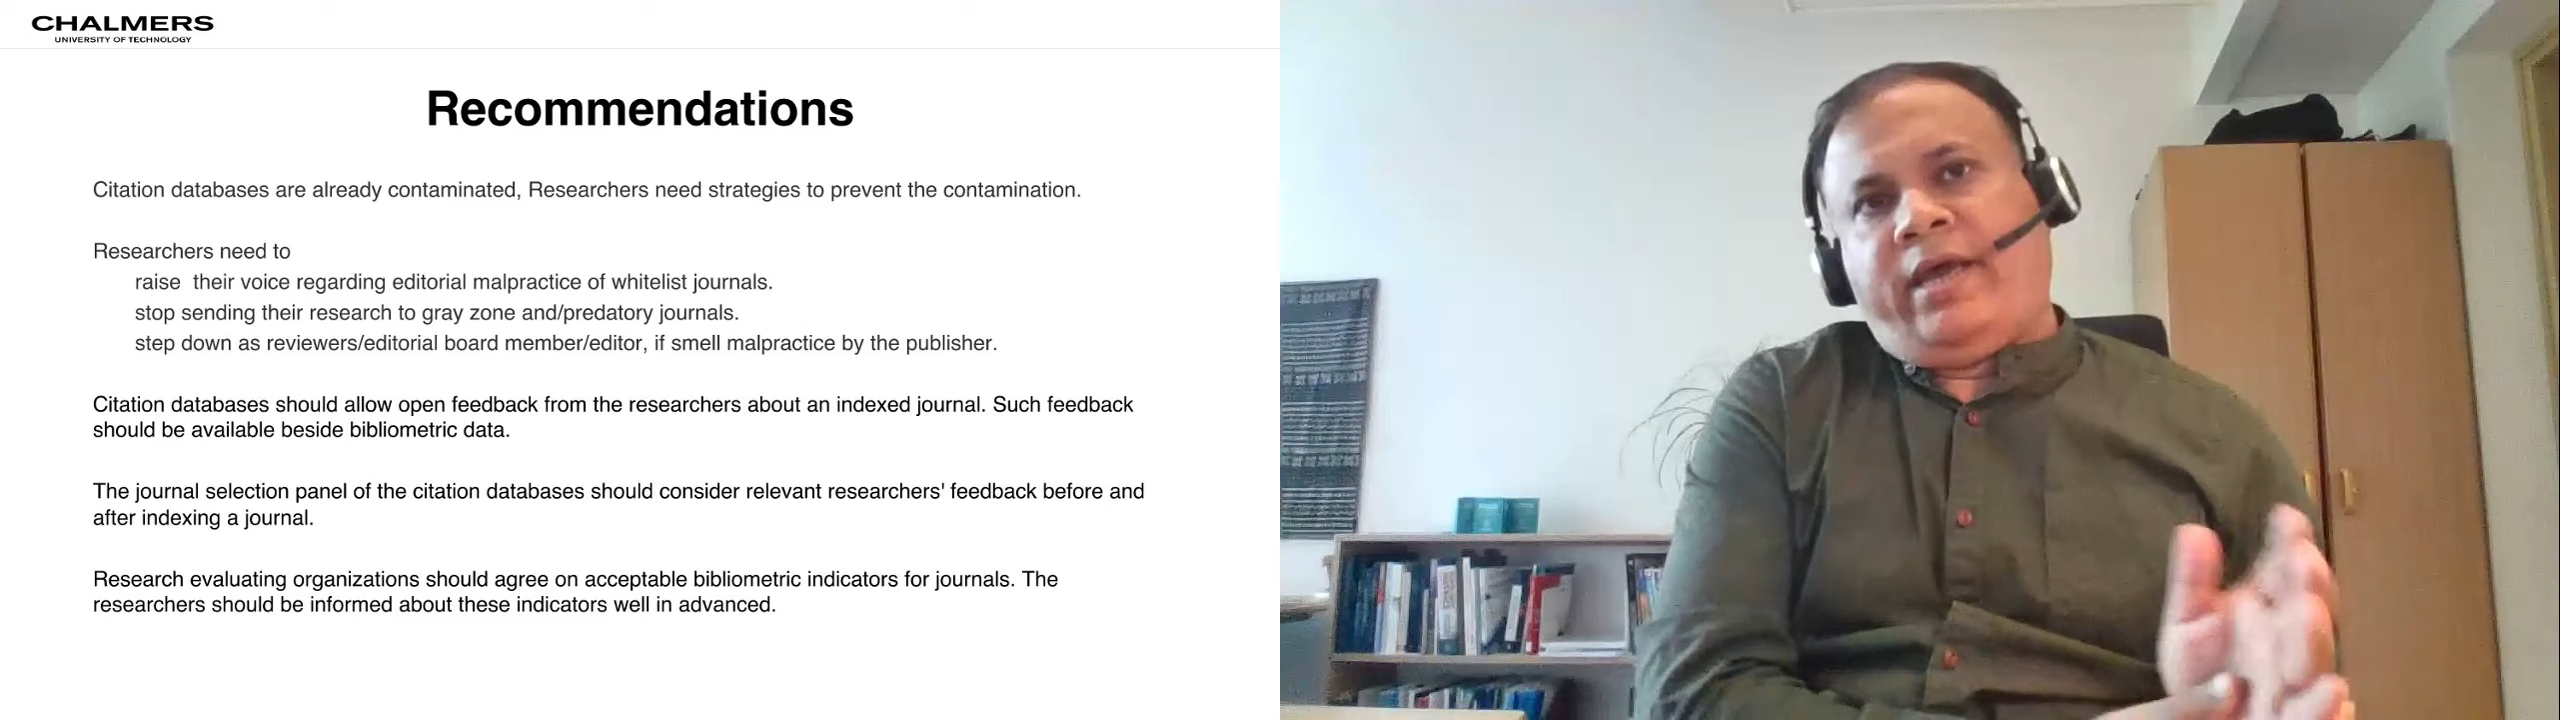 CHALMERS
UNIVERSITY OF TECHNOLOGY
Recommendations
Citation databases are already contaminated, Researchers need strategies to prevent the contamination.
Researchers need to
raise  their voice regarding editorial malpractice of whitelist journals.
stop sending their research to gray zone and/predatory journals.
step down as reviewers/editorial board member/editor, if smell malpractice by the publisher.
Citation databases should allow open feedback from the researchers about an indexed journal. Such feedback
should be available beside bibliometric data.
The journal selection panel of the citation databases should consider relevant researchers' feedback before and
after indexing a journal.
Research evaluating organizations should agree on acceptable bibliometric indicators for journals. The
researchers should be informed about these indicators well in advanced.